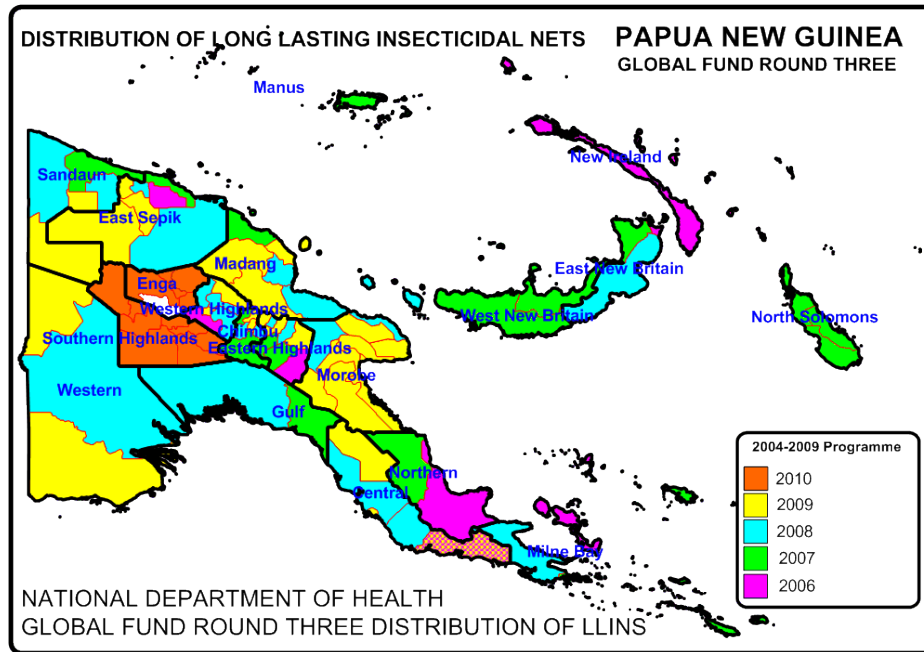 DISTRIBUTION OF LONG LASTING INSECTICIDAL NETS
PAPUA NEW GUINEA
GLOBAL FUND ROUND THREE
Manus
New Ireland
Sandaun
East Sepik
Madang
East New Britain
Enga
Western Highlands
West New Britain
North Solomons
Chimbu
Southern Highlands
Eastern Highlands
Morobe
Western
Gulf
Northern
Central
Milne Bay
2004-2009 Programme
2010
2009
2008
2007
2006
NATIONAL DEPARTMENT OF HEALTH
GLOBAL FUND ROUND THREE DISTRIBUTION OF LLINS